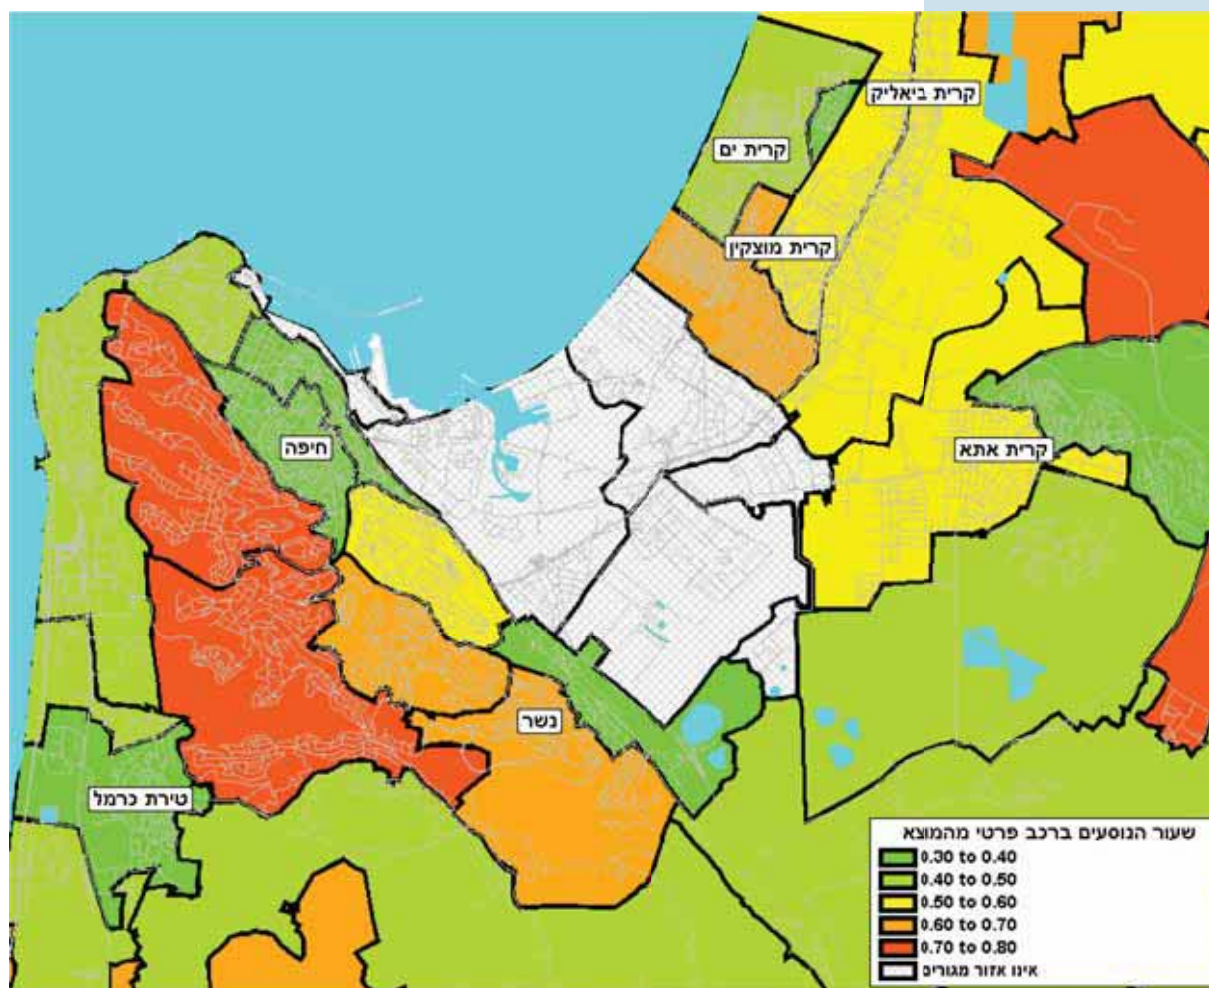 קרית ביאליק
קרית ים
קרית מוצקין
חיפה
קרית אתא
נשר
טירת כרמל
שעור הנוסעים ברכב פרטי מהמוצא
0.30 to 0.40
0.40 to 0.50
0.50 to 0.60
0.60 to 0.70
0.70 to 0.80
אינו אזור מגורים